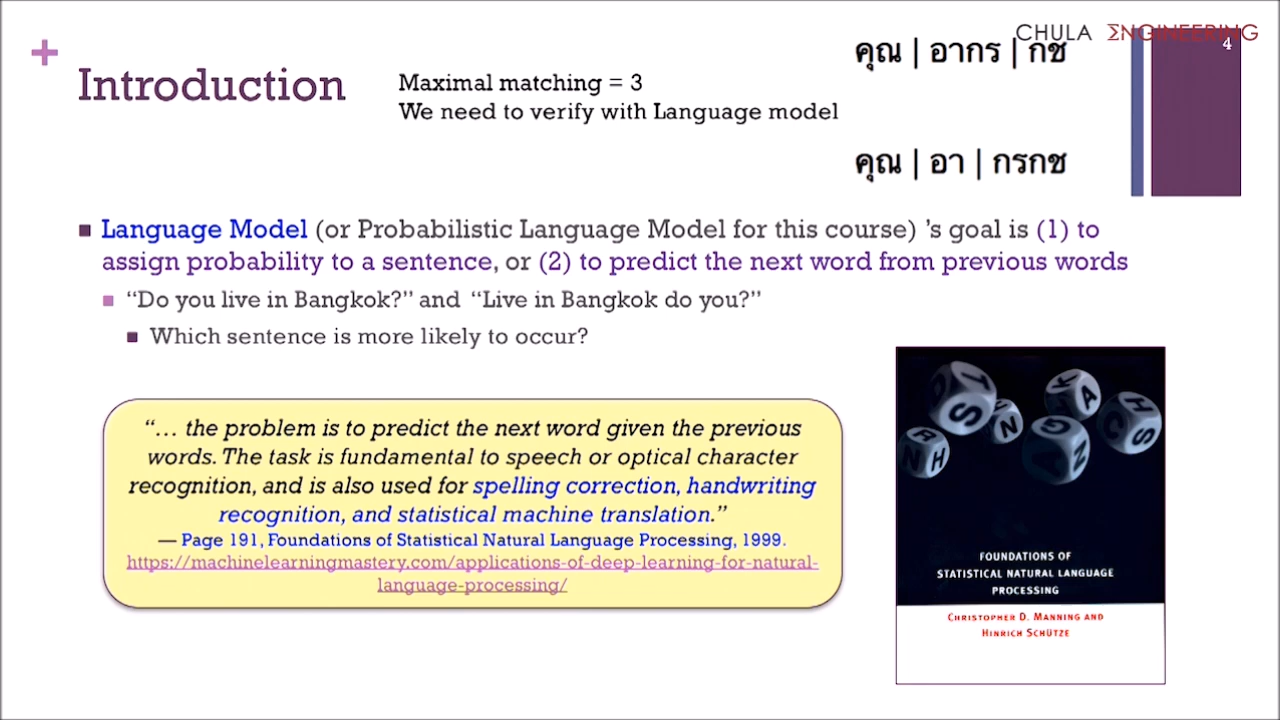 CHULA ΣNGINEERING
4
คุณ | อากร | กช
+
Introduction
Maximal matching = 3
We need to verify with Language model
คุณ | อา | กรกช
Language Model (or Probabilistic Language Model for this course) ’s goal is (1) to
assign probability to a sentence, or (2) to predict the next word from previous words
“Do you live in Bangkok?” and “Live in Bangkok do you?”
Which sentence is more likely to occur?
“… the problem is to predict the next word given the previous
words. The task is fundamental to speech or optical character
recognition, and is also used for spelling correction, handwriting
recognition, and statistical machine translation.”
— Page 191, Foundations of Statistical Natural Language Processing, 1999.
https://machinelearningmastery.com/applications-of-deep-learning-for-natural-
language-processing/
FOUNDATIONS OF
STATISTICAL NATURAL LANGUAGE
PROCESSING
CHRISTOPHER D. MANNING AND
HINRICH SCHÜTZE